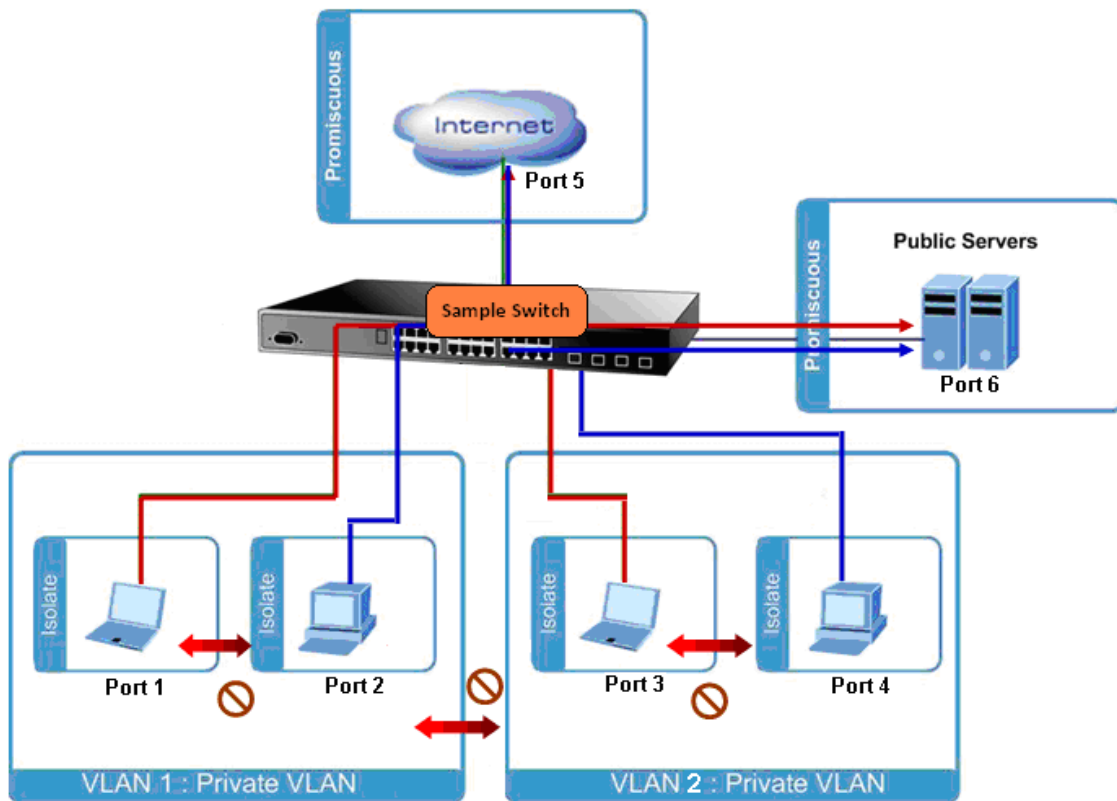 Promiscuous
Internet
Port 5
Promiscuous
Public Servers
Port 6
Sample Switch
Isolate
Port 1
Isolate
Port 2
Isolate
Port 3
Isolate
Port 4
VLAN 1 : Private VLAN
VLAN 2 : Private VLAN